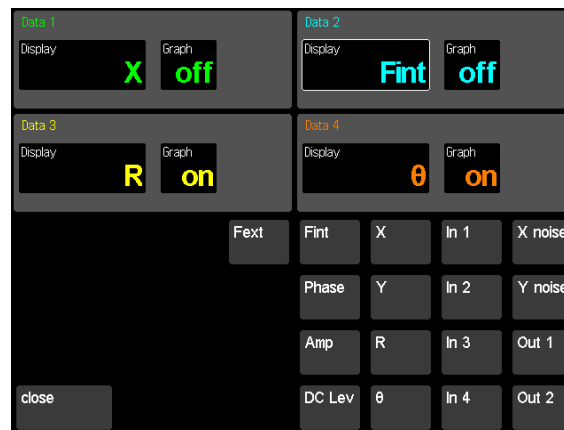 Data 1
Display Graph
X off
Data 2
Display Graph
Fint off
Data 3
Display Graph
R on
Data 4
Display Graph
θ on
Fext Fint X In 1 X noise
Phase Y In 2 Y noise
Amp R In 3 Out 1
close DC Lev θ In 4 Out 2